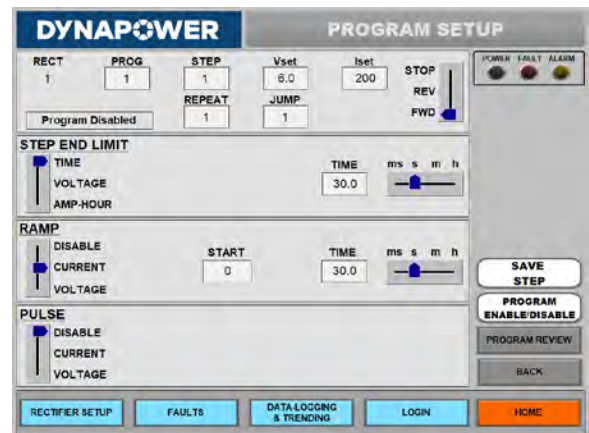 DYNAPOWER PROGRAM SETUP
RECT PROG STEP Vset Iset
1 1 1 6.0 200
STOP
REV
FWD
REPEAT JUMP
Program Disabled 1 1
POWER FAULT ALARM
STEP END LIMIT
TIME
VOLTAGE
AMP-HOUR
TIME ms s m h
30.0
RAMP
DISABLE
CURRENT
VOLTAGE
START TIME ms s m h
0 30.0
PULSE
DISABLE
CURRENT
VOLTAGE
SAVE
STEP
PROGRAM
ENABLE/DISABLE
PROGRAM REVIEW
BACK
RECTIFIER SETUP FAULTS DATA-LOGGING
& TRENDING
LOGIN HOME